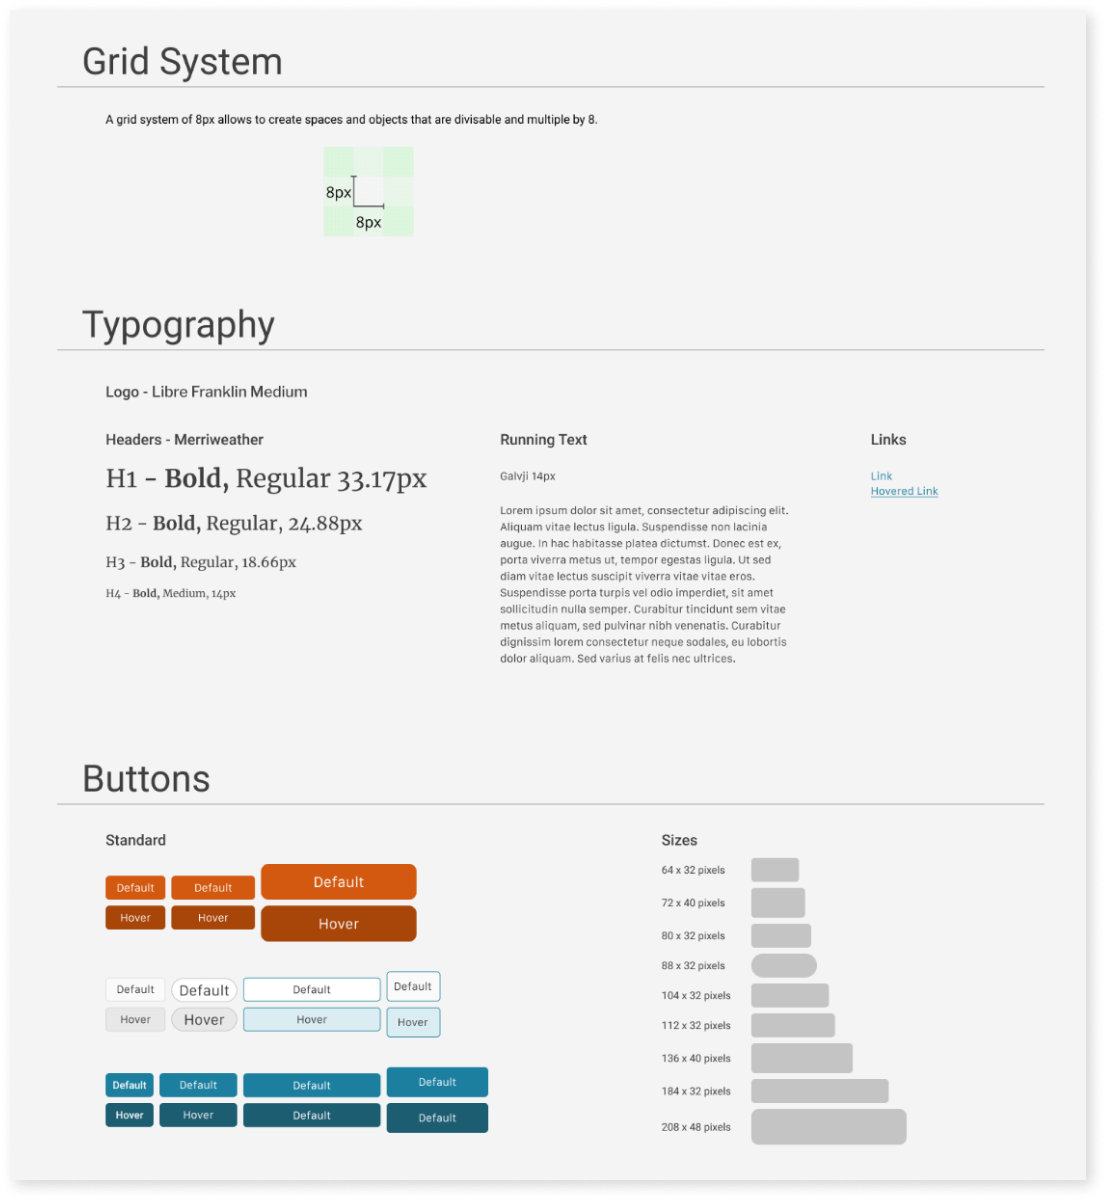 Grid System
A grid system of 8px allows to create spaces and objects that are divisable and multiple by 8.
8px
8px
Typography
Logo - Libre Franklin Medium
Headers - Merriweather
H1 - Bold, Regular 33.17px
H2 - Bold, Regular, 24.88px
H3 - Bold, Regular, 18.66px
H4 - Bold, Medium, 14px
Running Text
Galvji 14px
Lorem ipsum dolor sit amet, consectetur adipiscing elit.
Aliquam vitae lectus ligula. Suspendisse non lacinia
augue. In hac habitasse platea dictumst. Donec est ex,
porta viverra metus ut, tempor egestas ligula. Ut sed
diam vitae lectus suscipit viverra vitae vitae eros.
Suspendisse porta turpis vel odio imperdiet, sit amet
sollicitudin nulla semper. Curabitur tincidunt sem vitae
metus aliquam, sed pulvinar nibh venenatis. Curabitur
dignissim lorem consectetur neque sodales, eu lobortis
dolor aliquam. Sed varius at felis nec ultrices.
Links
Link
Hovered Link
Buttons
Standard
Default Default Default
Hover Hover Hover
Default Default Default Default
Hover Hover Hover Hover
Default Default Default Default
Hover Hover Default Default
Sizes
64 x 32 pixels
72 x 40 pixels
80 x 32 pixels
88 x 32 pixels
104 x 32 pixels
112 x 32 pixels
136 x 40 pixels
184 x 32 pixels
208 x 48 pixels